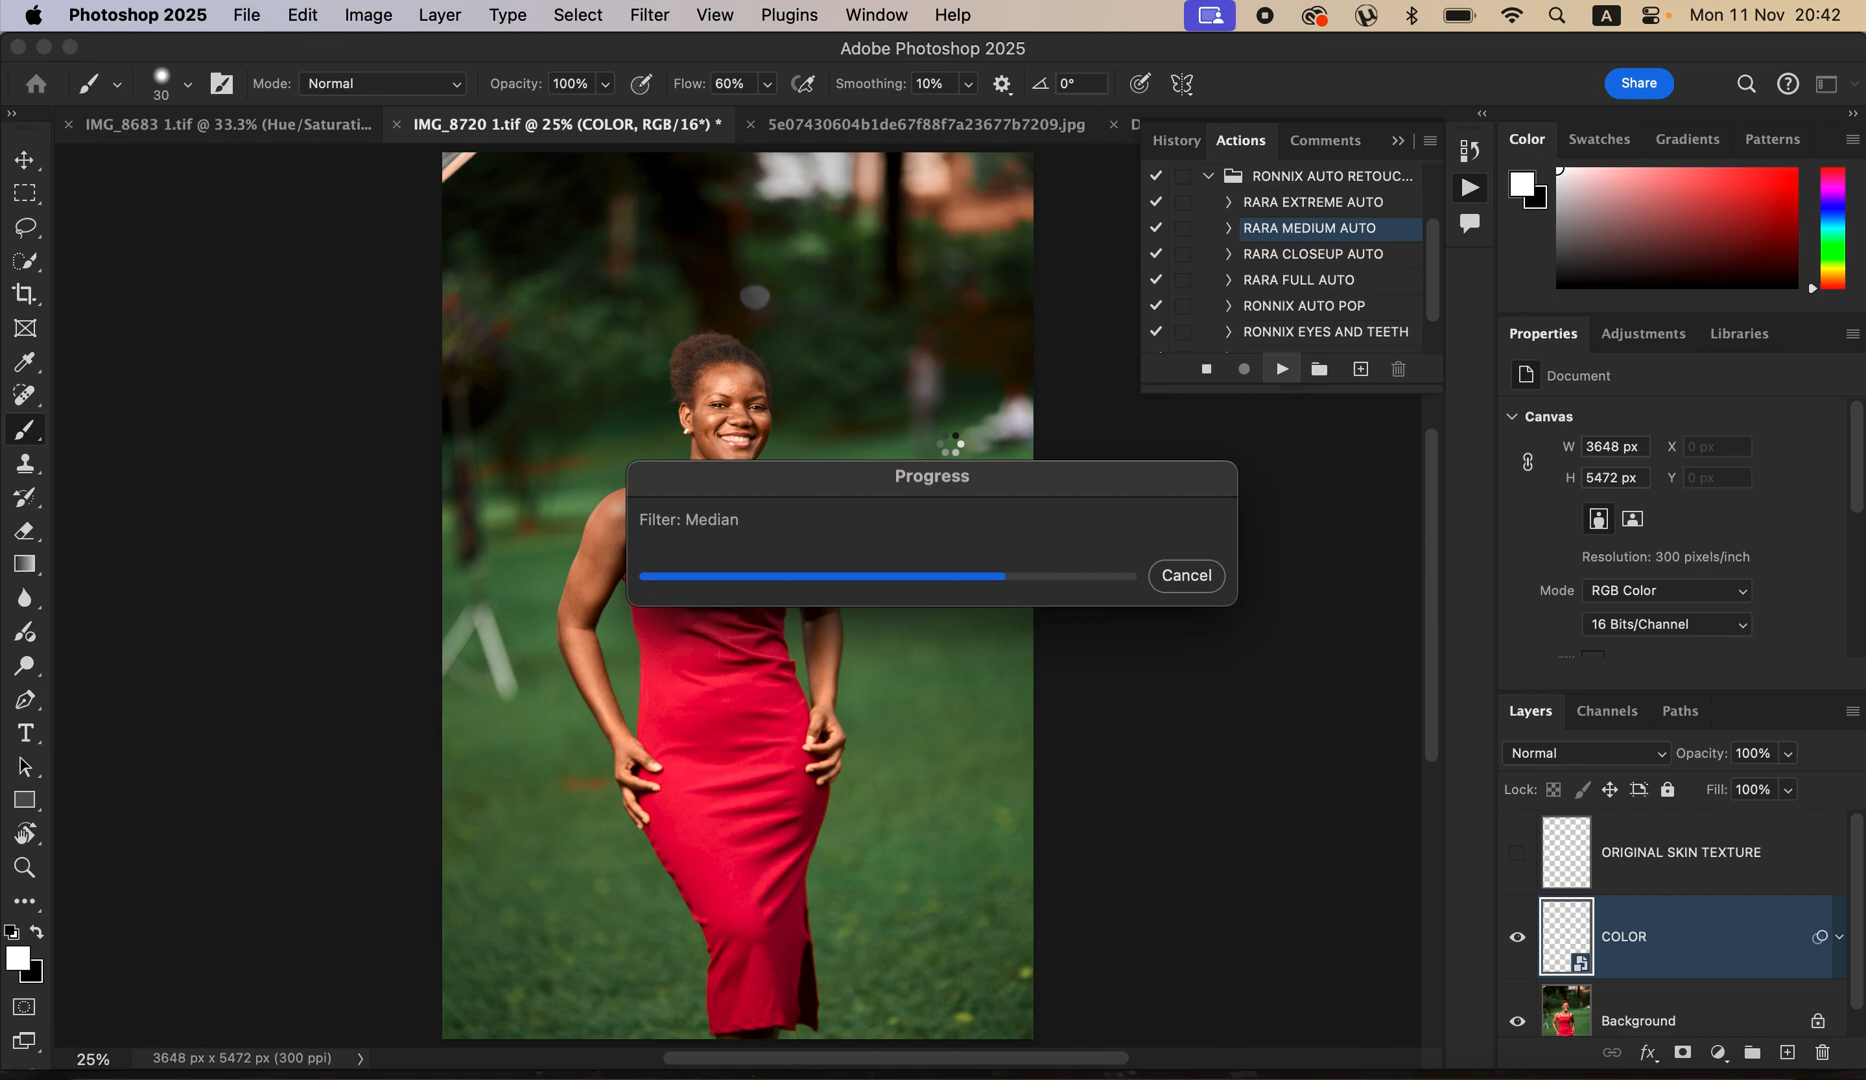 Photoshop 2025 File Edit Image Layer Type Select Filter View Plugins Window Help A Mon 11 Nov 20:42
Adobe Photoshop 2025
30 Mode: Normal Opacity: 100% Flow: 60% Smoothing: 10% 0° Share
IMG_8683 1.tif @ 33.3% (Hue/Saturati... IMG_8720 1.tif @ 25% (COLOR, RGB/16*) * 5e07430604b1de67f88f7a23677b7209.jpg D
History Actions Comments
RONNIX AUTO RETOUC...
RARA EXTREME AUTO
RARA MEDIUM AUTO
RARA CLOSEUP AUTO
RARA FULL AUTO
RONNIX AUTO POP
RONNIX EYES AND TEETH
Color Swatches Gradients Patterns
Properties Adjustments Libraries
Document
Canvas
W 3648 px X 0 px
H 5472 px Y 0 px
Resolution: 300 pixels/inch
Mode RGB Color
16 Bits/Channel
Progress
Filter: Median
Cancel
Layers Channels Paths
Normal Opacity: 100%
Lock: Fill: 100%
ORIGINAL SKIN TEXTURE
COLOR
Background
25% 3648 px x 5472 px (300 ppi)